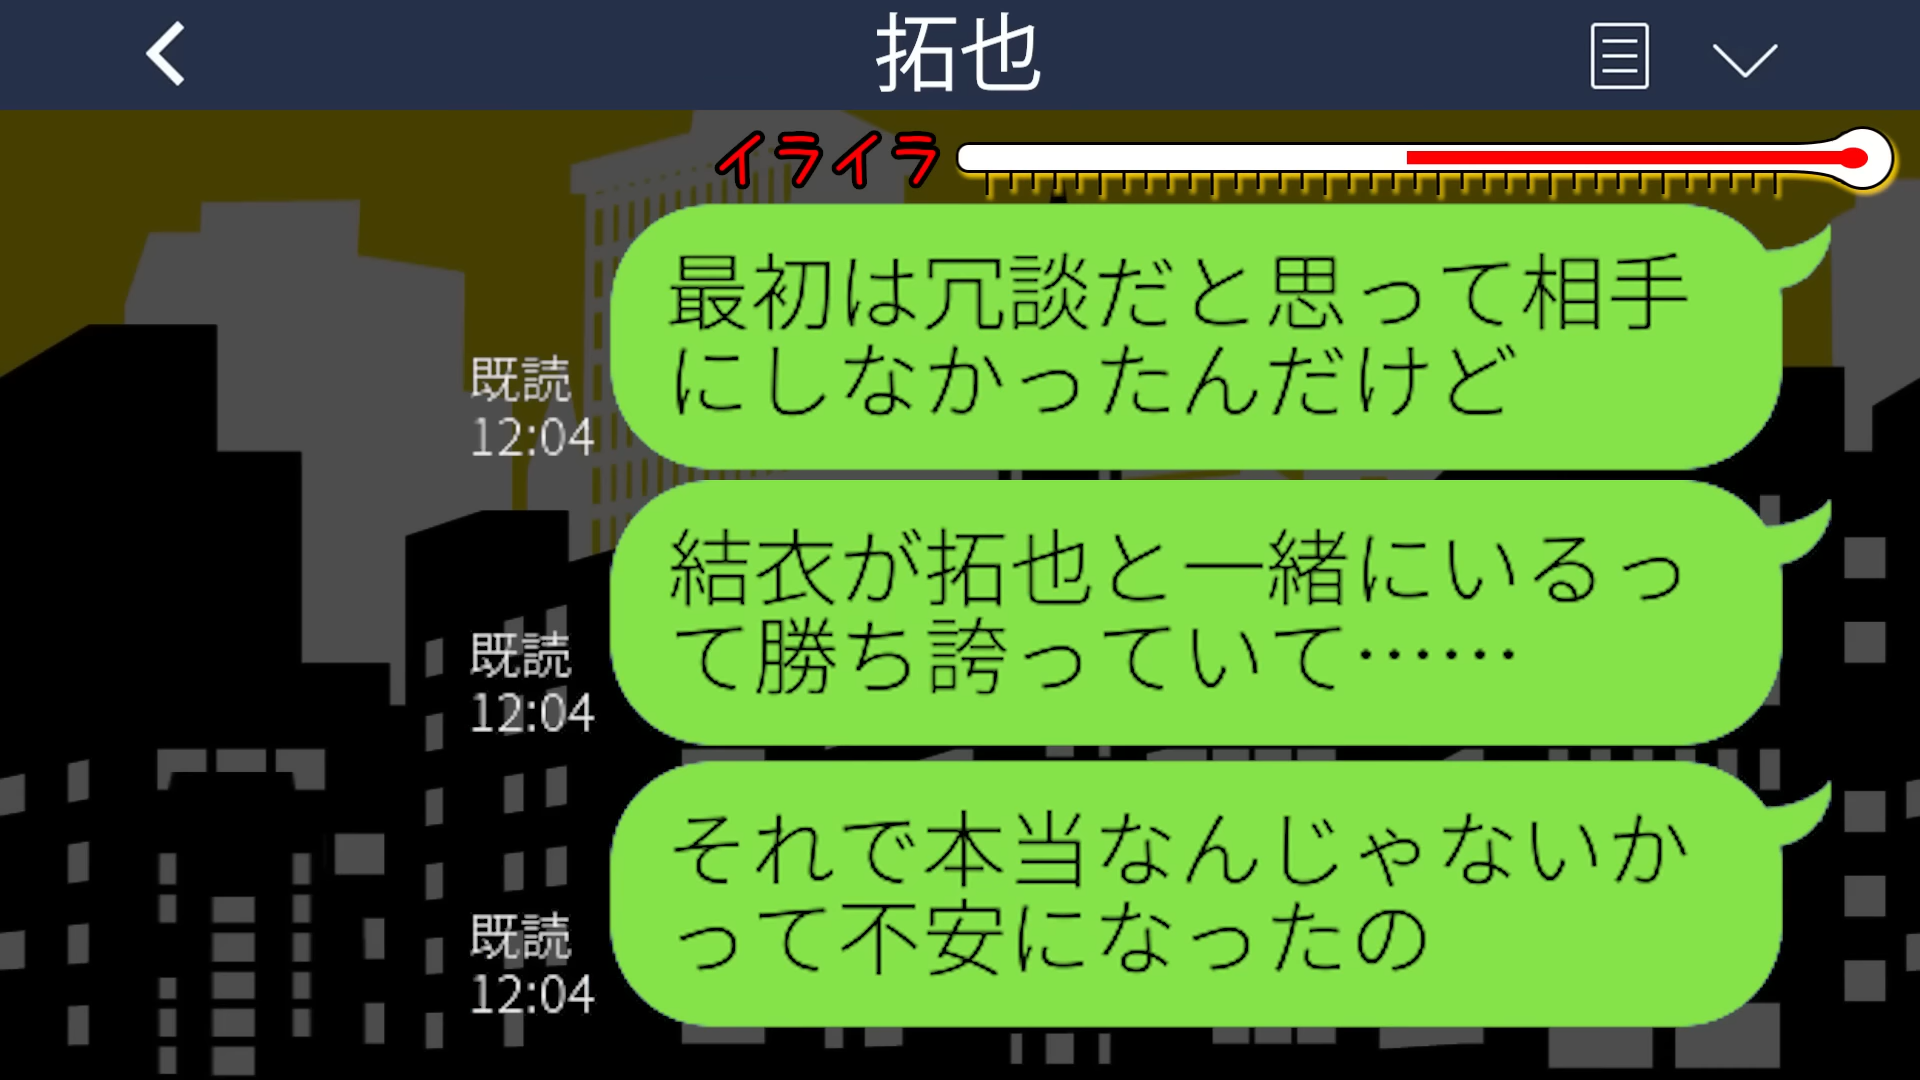 拓也
イライラ
最初は冗談だと思って相手
にしなかったんだけど
既読
12:04
結衣が拓也と一緒にいるっ
て勝ち誇っていて……
既読
12:04
それで本当なんじゃないか
って不安になったの
既読
12:04